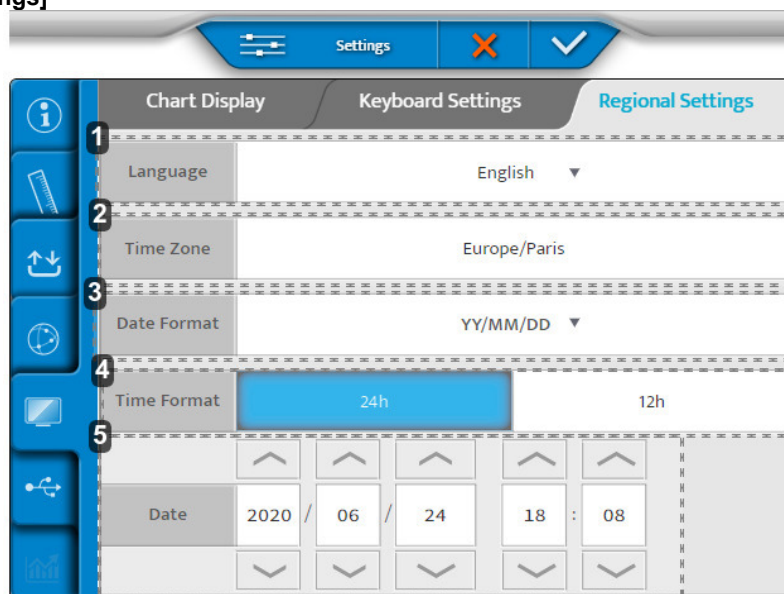 ngs]
Settings
Chart Display Keyboard Settings Regional Settings
1
Language English
2
Time Zone Europe/Paris
3
Date Format YY/MM/DD
4
Time Format 24h 12h
5
Date 2020 / 06 / 24 18 : 08